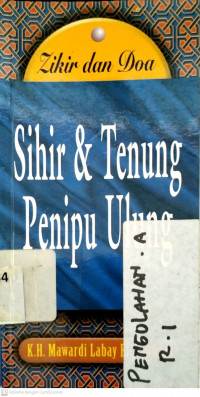 Zikir dan Doa
Sihir & Tenung
Penipu Ulung
4
K.H. Mawardi Labay
PENGOLAHAN . A
R. 1